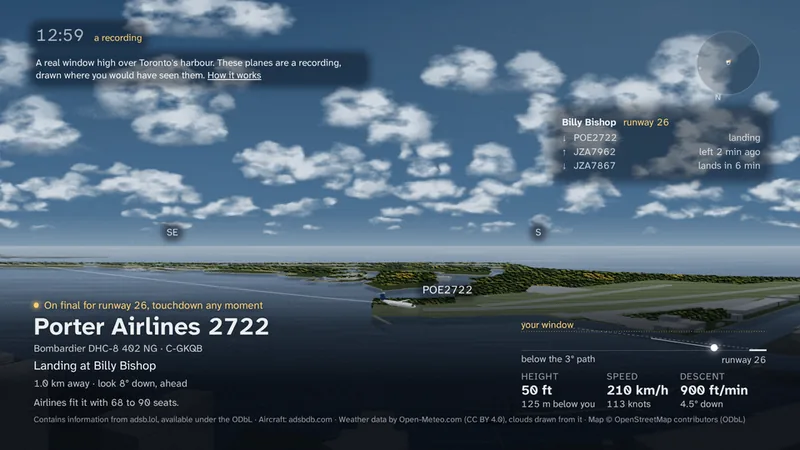 12:59 a recording
A real window high over Toronto's harbour. These planes are a recording,
drawn where you would have seen them. How it works
N
Billy Bishop runway 26
↓ POE2722 landing
↑ JZA7962 left 2 min ago
↓ JZA7867 lands in 6 min
SE
S
POE2722
On final for runway 26, touchdown any moment
Porter Airlines 2722
Bombardier DHC-8 402 NG · C-GKQB
Landing at Billy Bishop
1.0 km away · look 8° down, ahead
Airlines fit it with 68 to 90 seats.
your window
below the 3° path
runway 26
HEIGHT SPEED DESCENT
50 ft 210 km/h 900 ft/min
125 m below you 113 knots 4.5° down
Contains information from adsb.lol, available under the ODbL · Aircraft: adsbdb.com · Weather data by Open-Meteo.com (CC BY 4.0), clouds drawn from it · Map © OpenStreetMap contributors (ODbL)